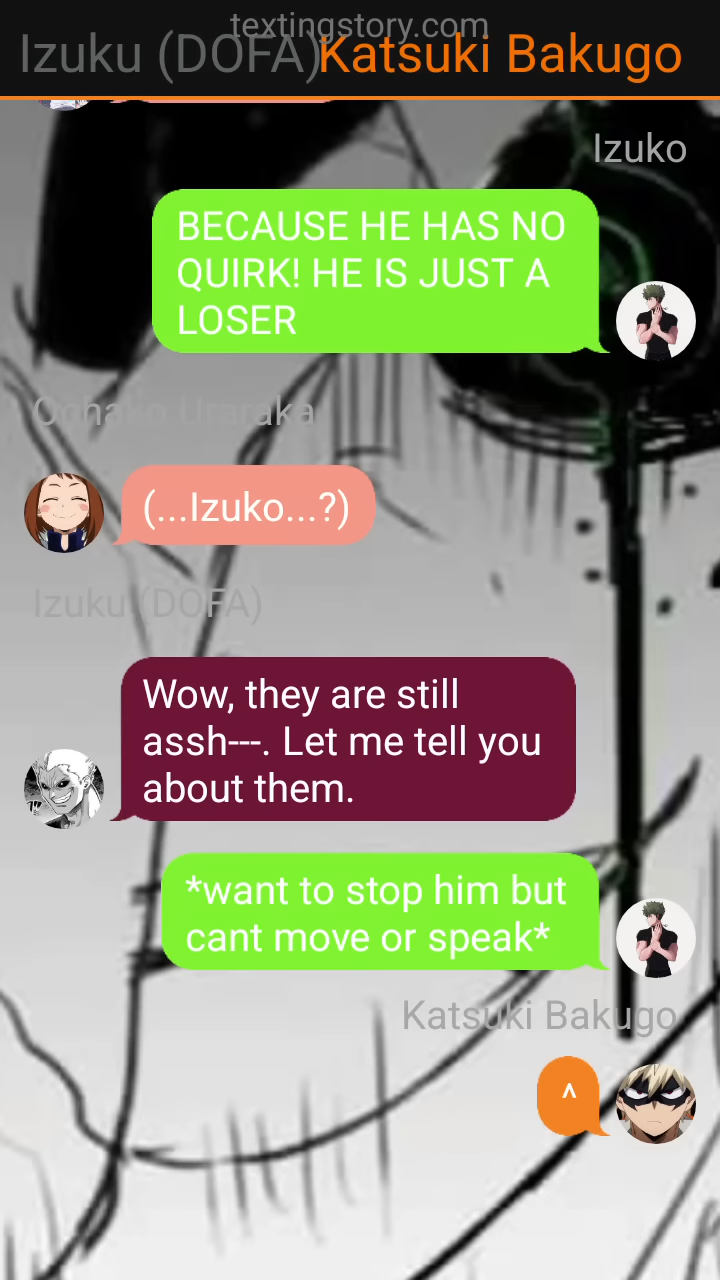 textingstory.com
Izuku (DOFA)
Katsuki Bakugo
Izuko
BECAUSE HE HAS NO
QUIRK! HE IS JUST A
LOSER
Ochako Uraraka
(...Izuko...?)
Izuku (DOFA)
Wow, they are still
assh---. Let me tell you
about them.
*want to stop him but
cant move or speak*
Katsuki Bakugo
^